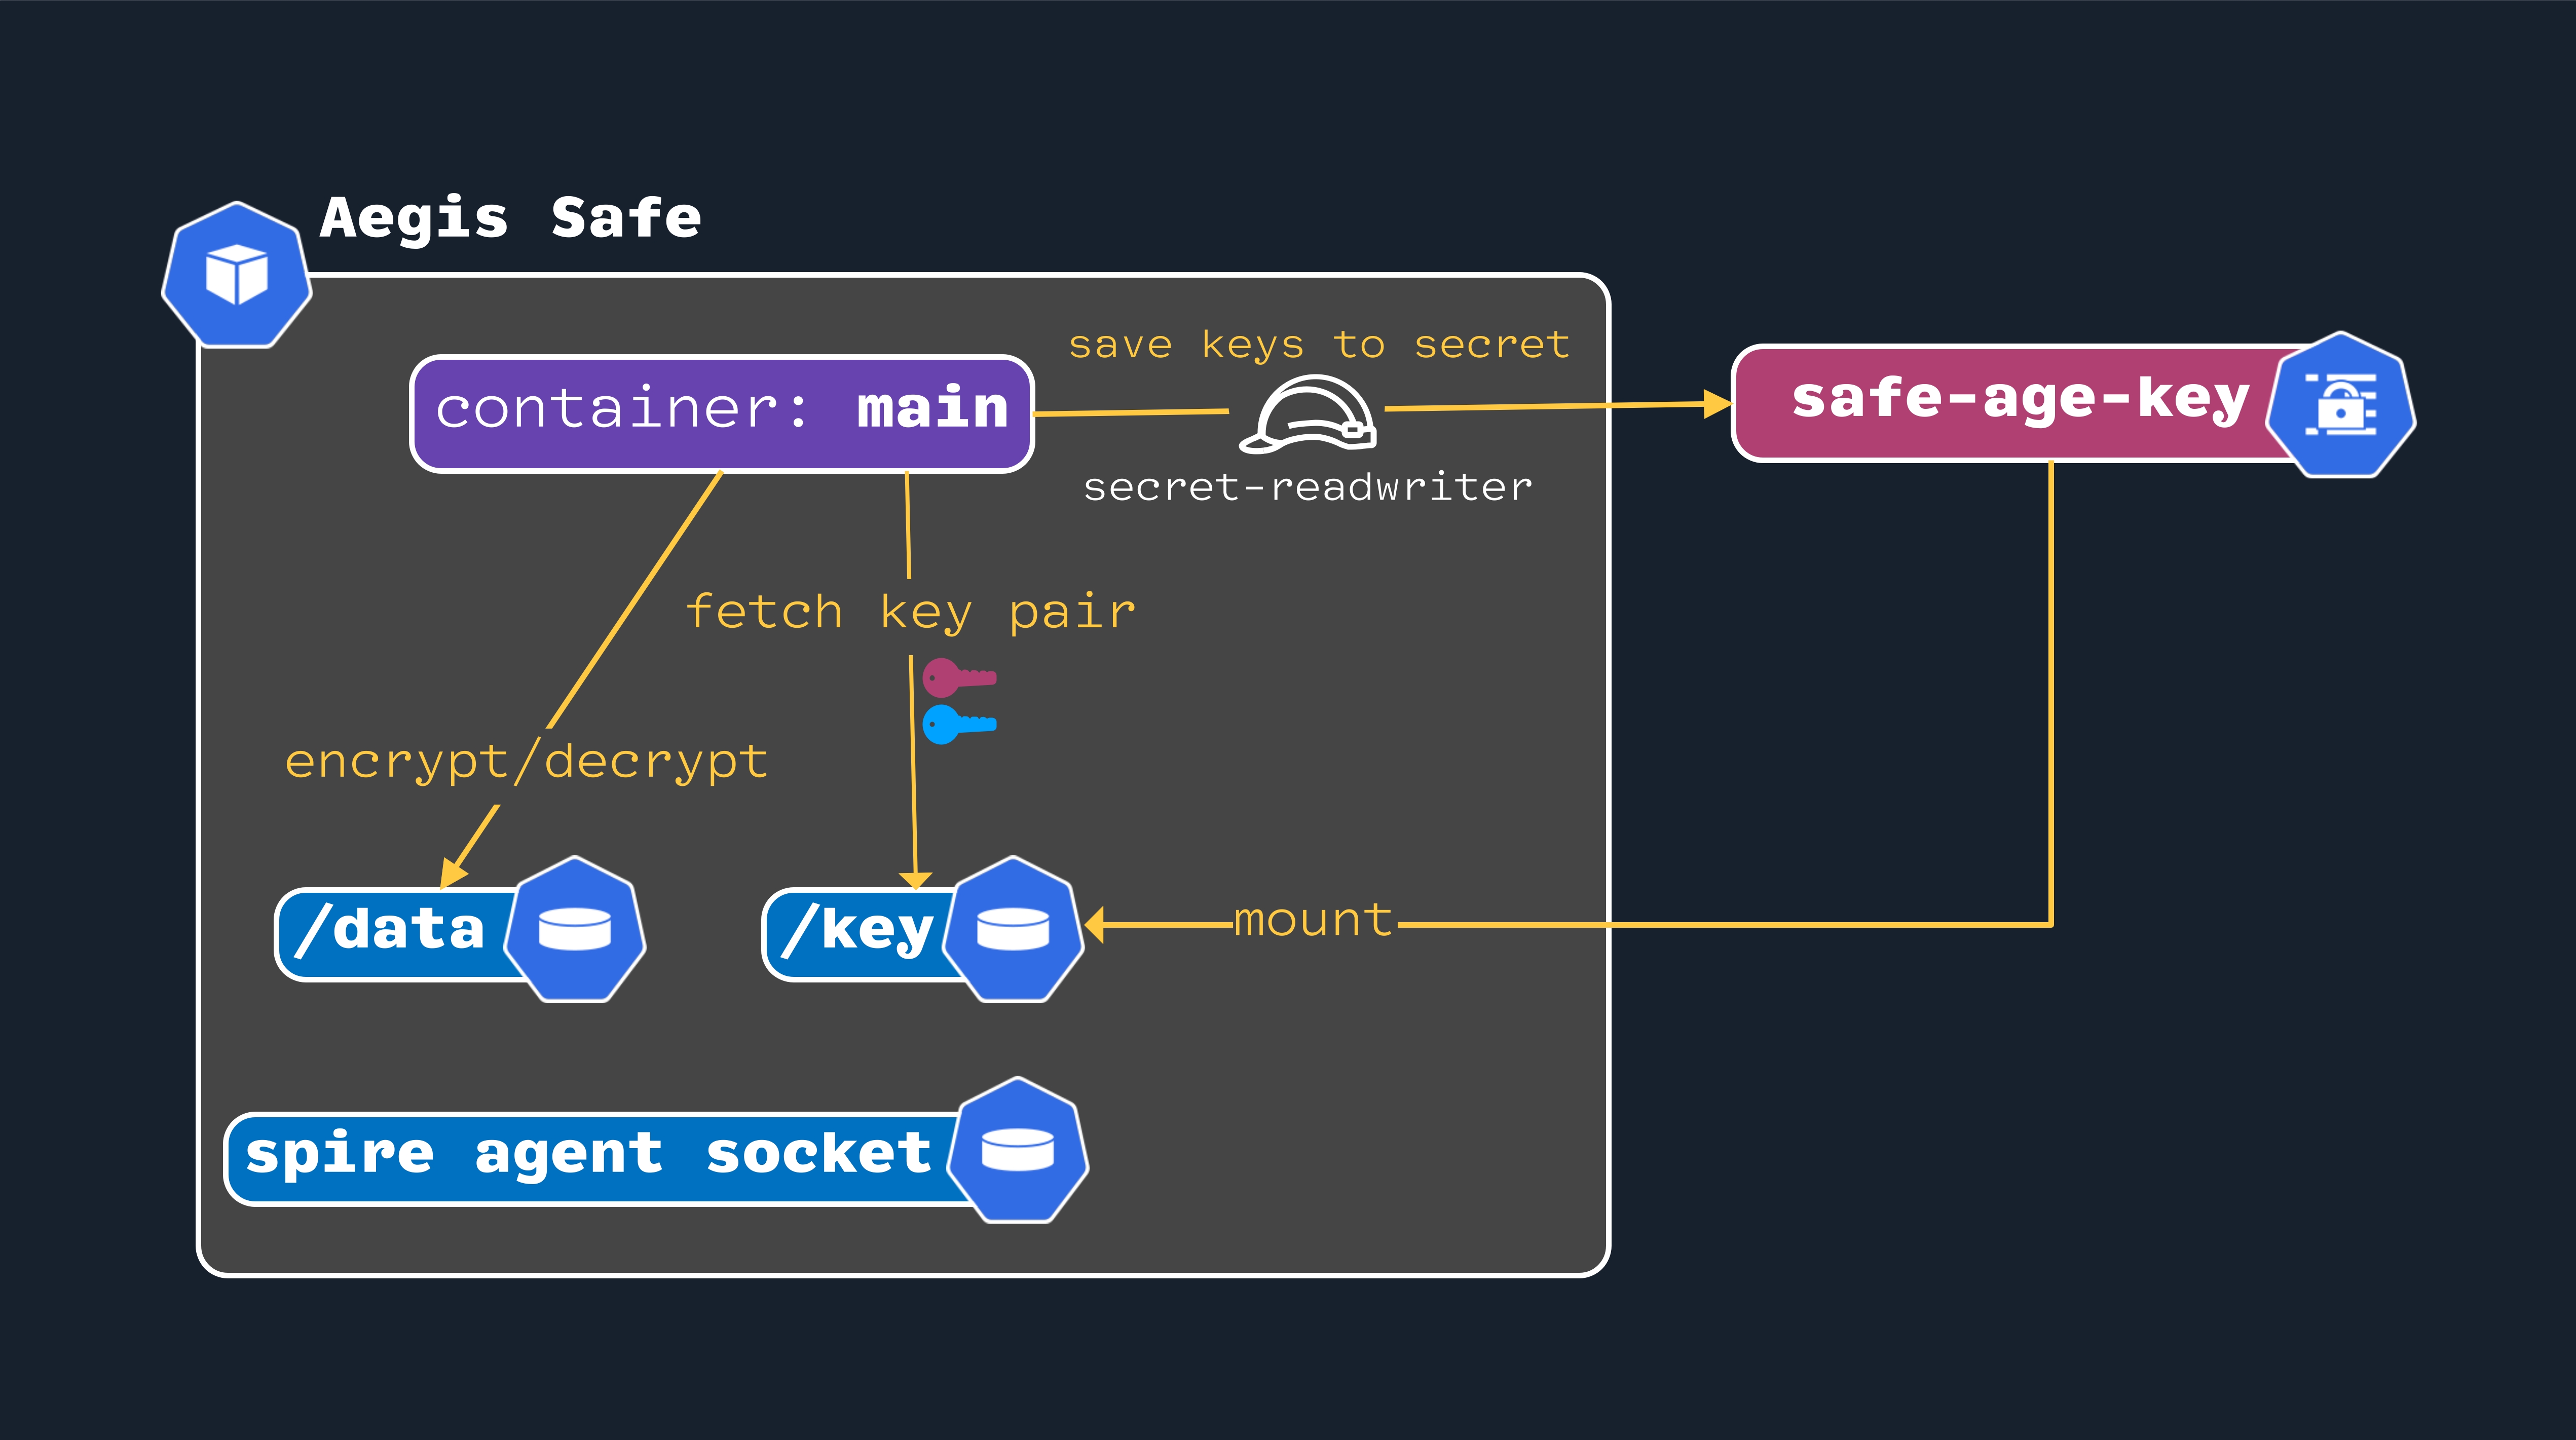 Aegis Safe
save keys to secret
container: main
safe-age-key
secret-readwriter
fetch key pair
encrypt/decrypt
/data
/key
mount
spire agent socket